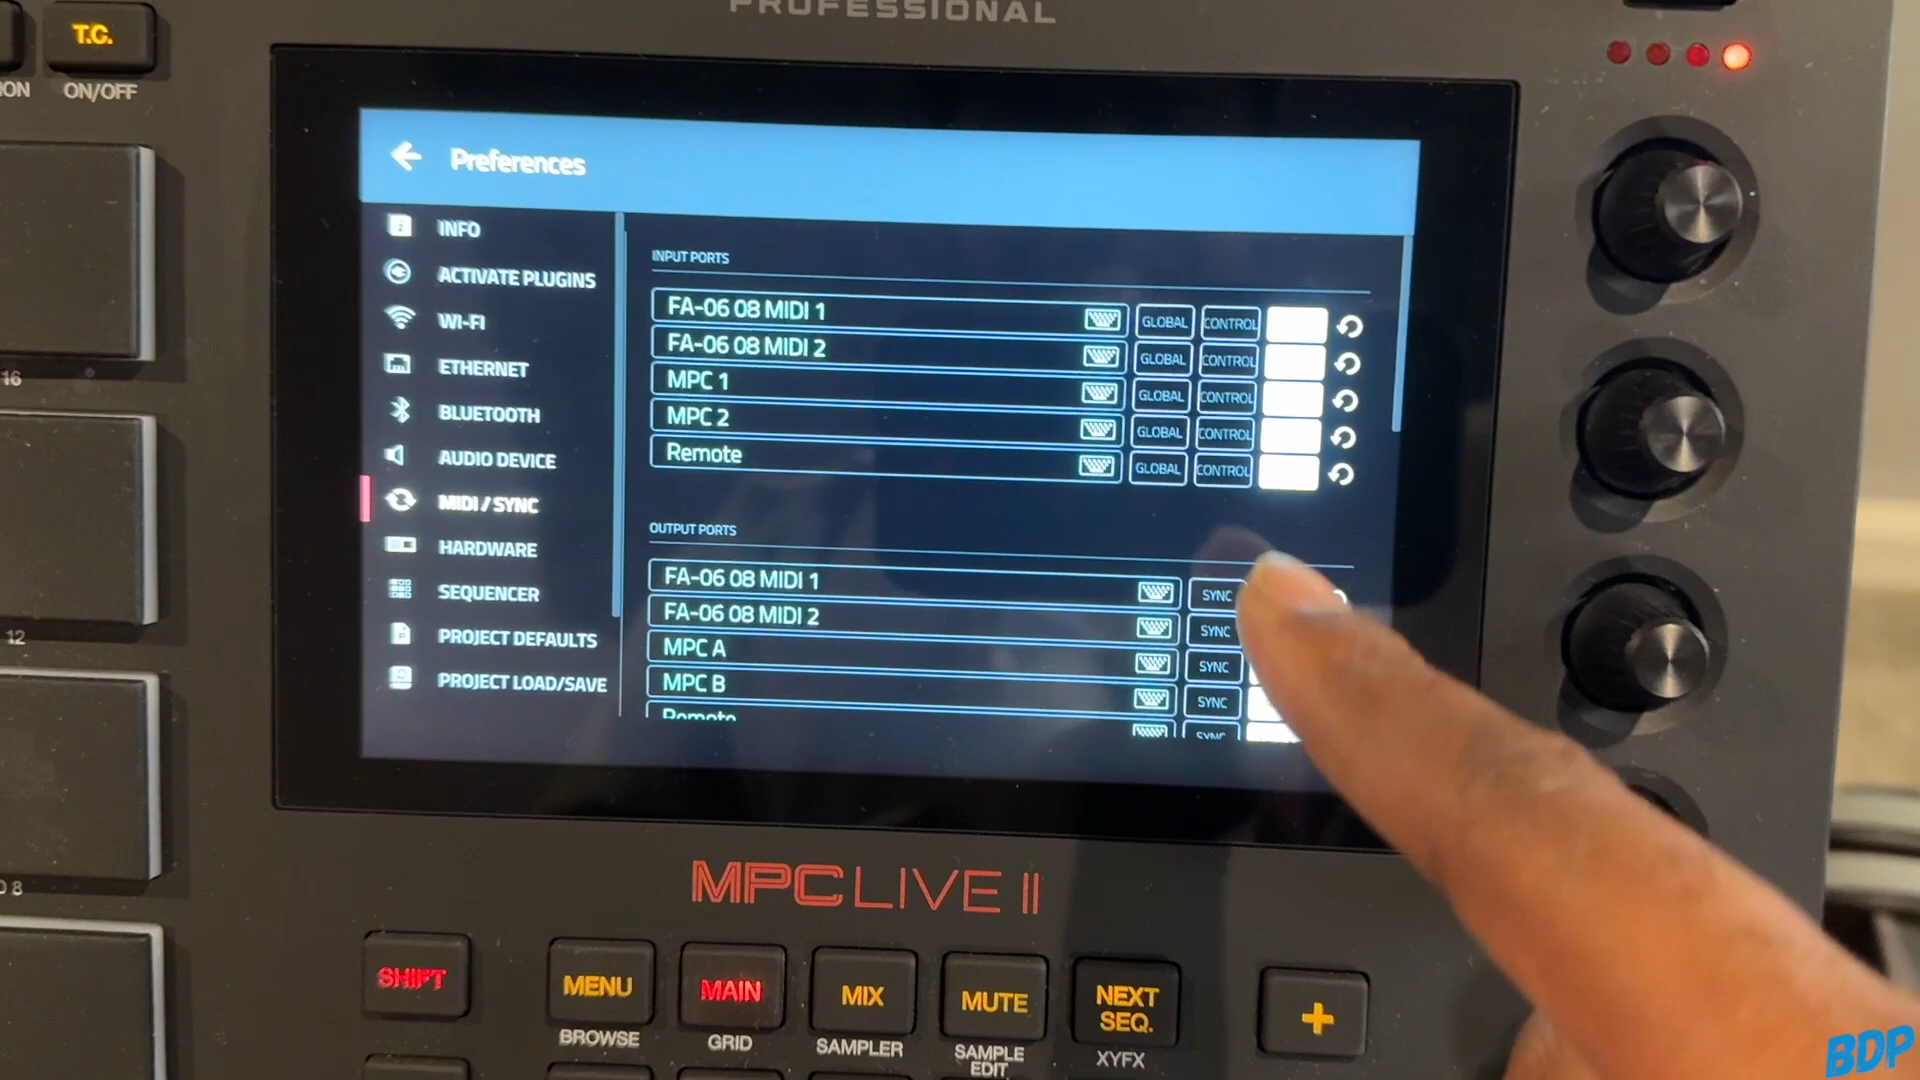 PROFESSIONAL
T.C.
ON/OFF
Preferences
INFO
ACTIVATE PLUGINS
WI-FI
ETHERNET
BLUETOOTH
AUDIO DEVICE
MIDI / SYNC
HARDWARE
SEQUENCER
PROJECT DEFAULTS
PROJECT LOAD/SAVE
INPUT PORTS
FA-06 08 MIDI 1 GLOBAL CONTROL
FA-06 08 MIDI 2 GLOBAL CONTROL
MPC 1 GLOBAL CONTROL
MPC 2 GLOBAL CONTROL
Remote GLOBAL CONTROL
OUTPUT PORTS
FA-06 08 MIDI 1 SYNC
FA-06 08 MIDI 2 SYNC
MPC A SYNC
MPC B SYNC
Remote SYNC
16
12
8
MPC LIVE II
SHIFT
MENU
BROWSE
MAIN
GRID
MIX
SAMPLER
MUTE
SAMPLE
EDIT
NEXT
SEQ.
XYFX
+
BDP